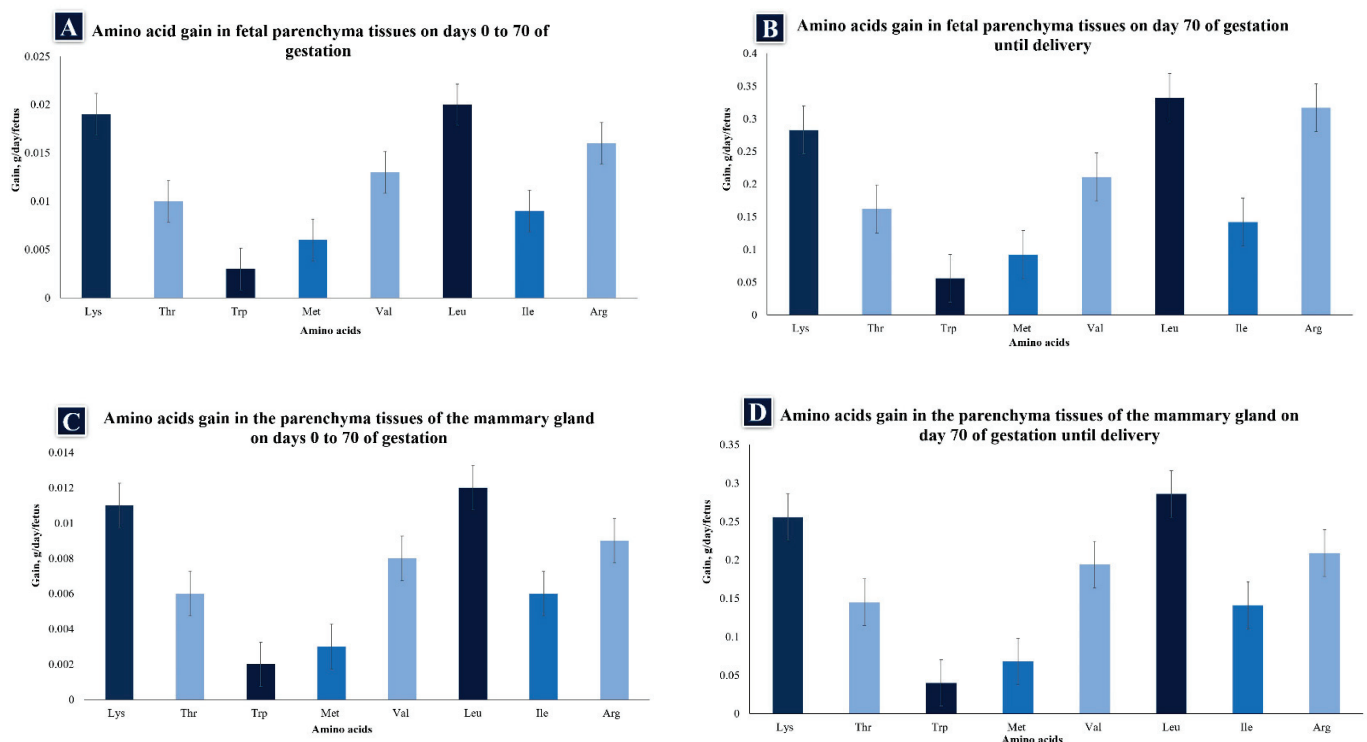 A
Amino acid gain in fetal parenchyma tissues on days 0 to 70 of
gestation
0.025
0.02
0.015
0.01
0.005
0
Gain, g/day/fetus
Lys Thr Trp Met Val Leu Ile Arg
Amino acids
B
Amino acids gain in fetal parenchyma tissues on day 70 of gestation
until delivery
0.4
0.35
0.3
0.25
0.2
0.15
0.1
0.05
0
Gain, g/day/fetus
Lys Thr Trp Met Val Leu Ile Arg
Amino acids
C
Amino acids gain in the parenchyma tissues of the mammary gland
on days 0 to 70 of gestation
0.014
0.012
0.01
0.008
0.006
0.004
0.002
0
Gain, g/day/fetus
Lys Thr Trp Met Val Leu Ile Arg
Amino acids
D
Amino acids gain in the parenchyma tissues of the mammary gland on
day 70 of gestation until delivery
0.35
0.3
0.25
0.2
0.15
0.1
0.05
0
Gain, g/day/fetus
Lys Thr Trp Met Val Leu Ile Arg
Amino acids